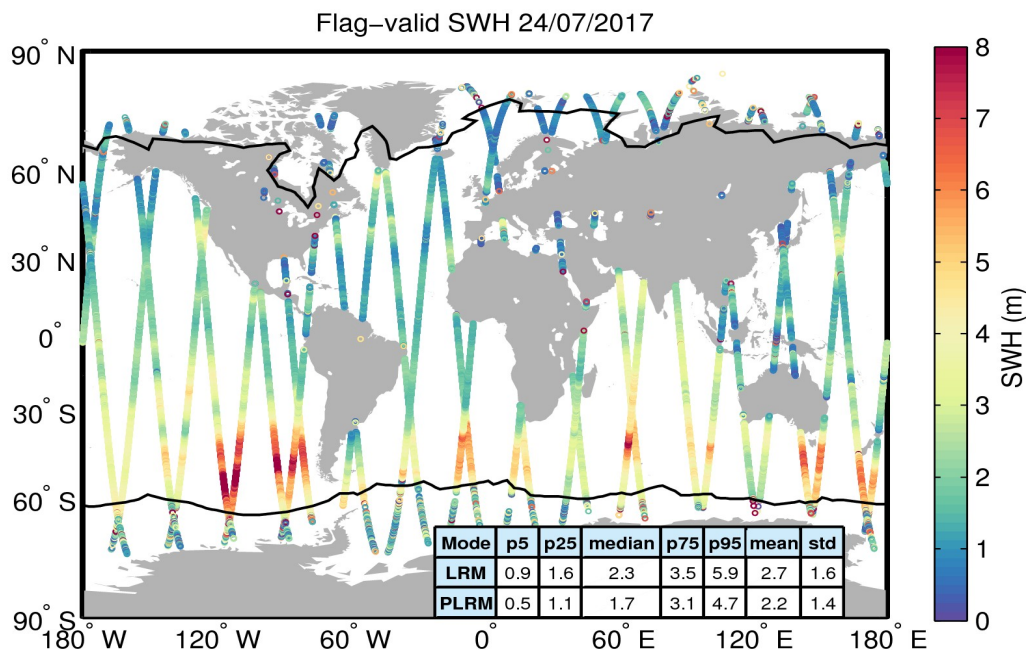 Flag−valid SWH 24/07/2017
90° N
60° N
30° N
0°
30° S
60° S
90° S
180° W
120° W
60° W
0°
60° E
120° E
180° E
8
7
6
5
4
3
2
1
0
SWH (m)
Mode p5 p25 median p75 p95 mean std
LRM 0.9 1.6 2.3 3.5 5.9 2.7 1.6
PLRM 0.5 1.1 1.7 3.1 4.7 2.2 1.4